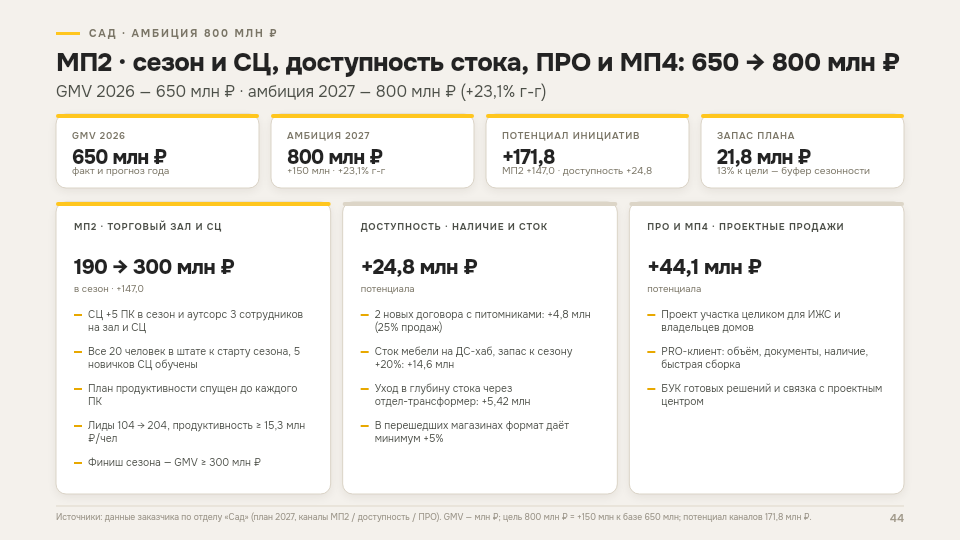 САД · АМБИЦИЯ 800 МЛН ₽
МП2 · сезон и СЦ, доступность стока, ПРО и МП4: 650 → 800 млн ₽
GMV 2026 — 650 млн ₽ · амбиция 2027 — 800 млн ₽ (+23,1% г-г)
GMV 2026
650 млн ₽
факт и прогноз года
АМБИЦИЯ 2027
800 млн ₽
+150 млн · +23,1% г-г
ПОТЕНЦИАЛ ИНИЦИАТИВ
+171,8
МП2 +147,0 · доступность +24,8
ЗАПАС ПЛАНА
21,8 млн ₽
13% к цели — буфер сезонности
МП2 · ТОРГОВЫЙ ЗАЛ И СЦ
190 → 300 млн ₽
в сезон · +147,0
СЦ +5 ПК в сезон и аутсорс 3 сотрудников
на зал и СЦ
Все 20 человек в штате к старту сезона, 5
новичков СЦ обучены
План продуктивности спущен до каждого
ПК
Лиды 104 → 204, продуктивность ≥ 15,3 млн
₽/чел
Финиш сезона — GMV ≥ 300 млн ₽
ДОСТУПНОСТЬ · НАЛИЧИЕ И СТОК
+24,8 млн ₽
потенциала
2 новых договора с питомниками: +4,8 млн
(25% продаж)
Сток мебели на ДС-хаб, запас к сезону
+20%: +14,6 млн
Уход в глубину стока через
отдел-трансформер: +5,42 млн
В перешедших магазинах формат даёт
минимум +5%
ПРО И МП4 · ПРОЕКТНЫЕ ПРОДАЖИ
+44,1 млн ₽
потенциала
Проект участка целиком для ИЖС и
владельцев домов
PRO-клиент: объём, документы, наличие,
быстрая сборка
БУК готовых решений и связка с проектным
центром
Источники: данные заказчика по отделу «Сад» (план 2027, каналы МП2 / доступность / ПРО). GMV — млн ₽; цель 800 млн ₽ = +150 млн к базе 650 млн; потенциал каналов 171,8 млн ₽.
44